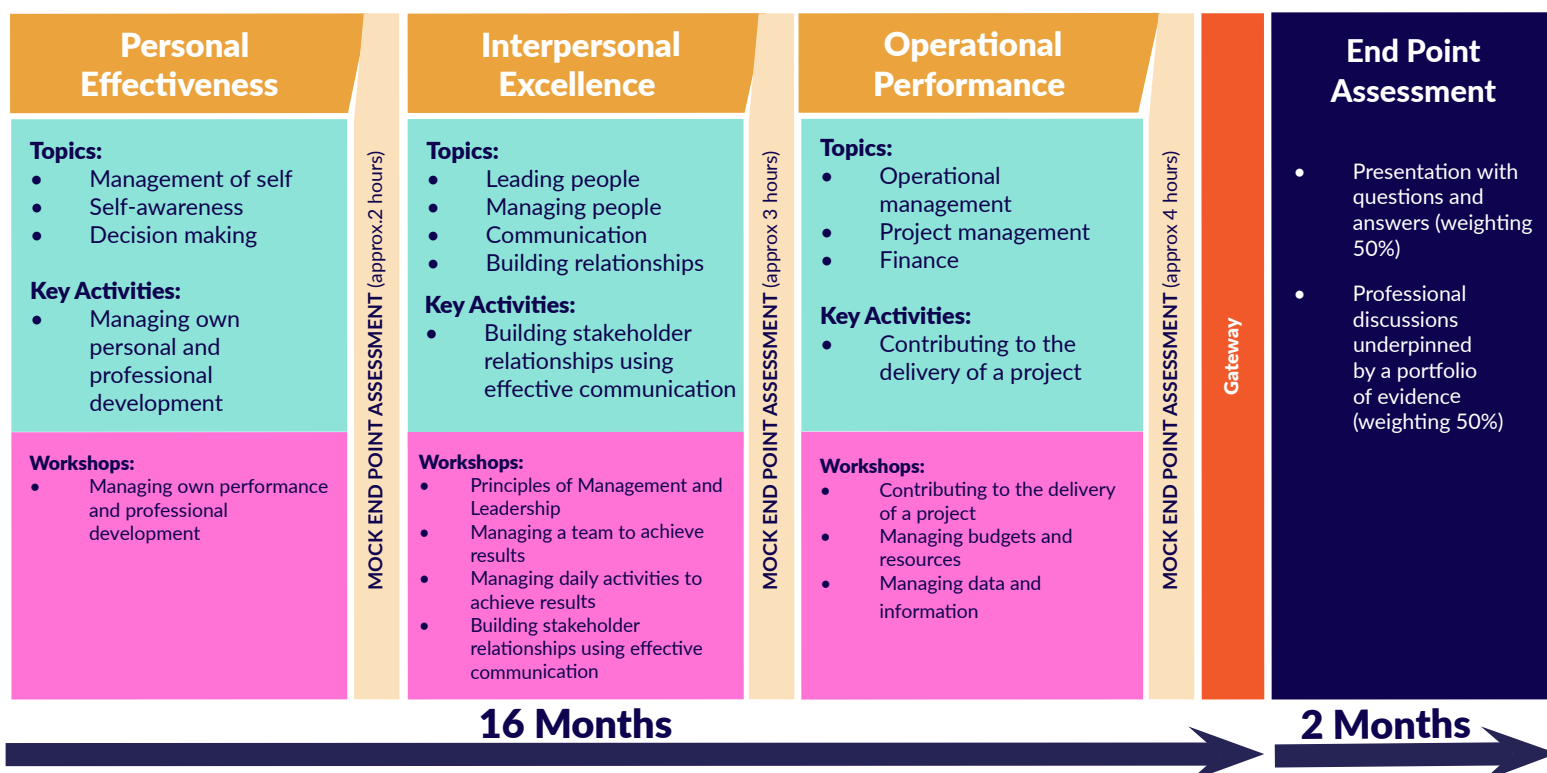 Personal
Effectiveness
Topics:
• Management of self
• Self-awareness
• Decision making
Key Activities:
• Managing own
personal and
professional
development
Workshops:
• Managing own performance
and professional
development
MOCK END POINT ASSESSMENT (approx.2 hours)
Interpersonal
Excellence
Topics:
• Leading people
• Managing people
• Communication
• Building relationships
Key Activities:
• Building stakeholder
relationships using
effective communication
Workshops:
• Principles of Management and
Leadership
• Managing a team to achieve
results
• Managing daily activities to
achieve results
• Building stakeholder
relationships using effective
communication
MOCK END POINT ASSESSMENT (approx 3 hours)
Operational
Performance
Topics:
• Operational
management
• Project management
• Finance
Key Activities:
• Contributing to the
delivery of a project
Workshops:
• Contributing to the delivery
of a project
• Managing budgets and
resources
• Managing data and
information
MOCK END POINT ASSESSMENT (approx 4 hours)
Gateway
End Point
Assessment
• Presentation with
questions and
answers (weighting
50%)
• Professional
discussions
underpinned
by a portfolio
of evidence
(weighting 50%)
16 Months
2 Months